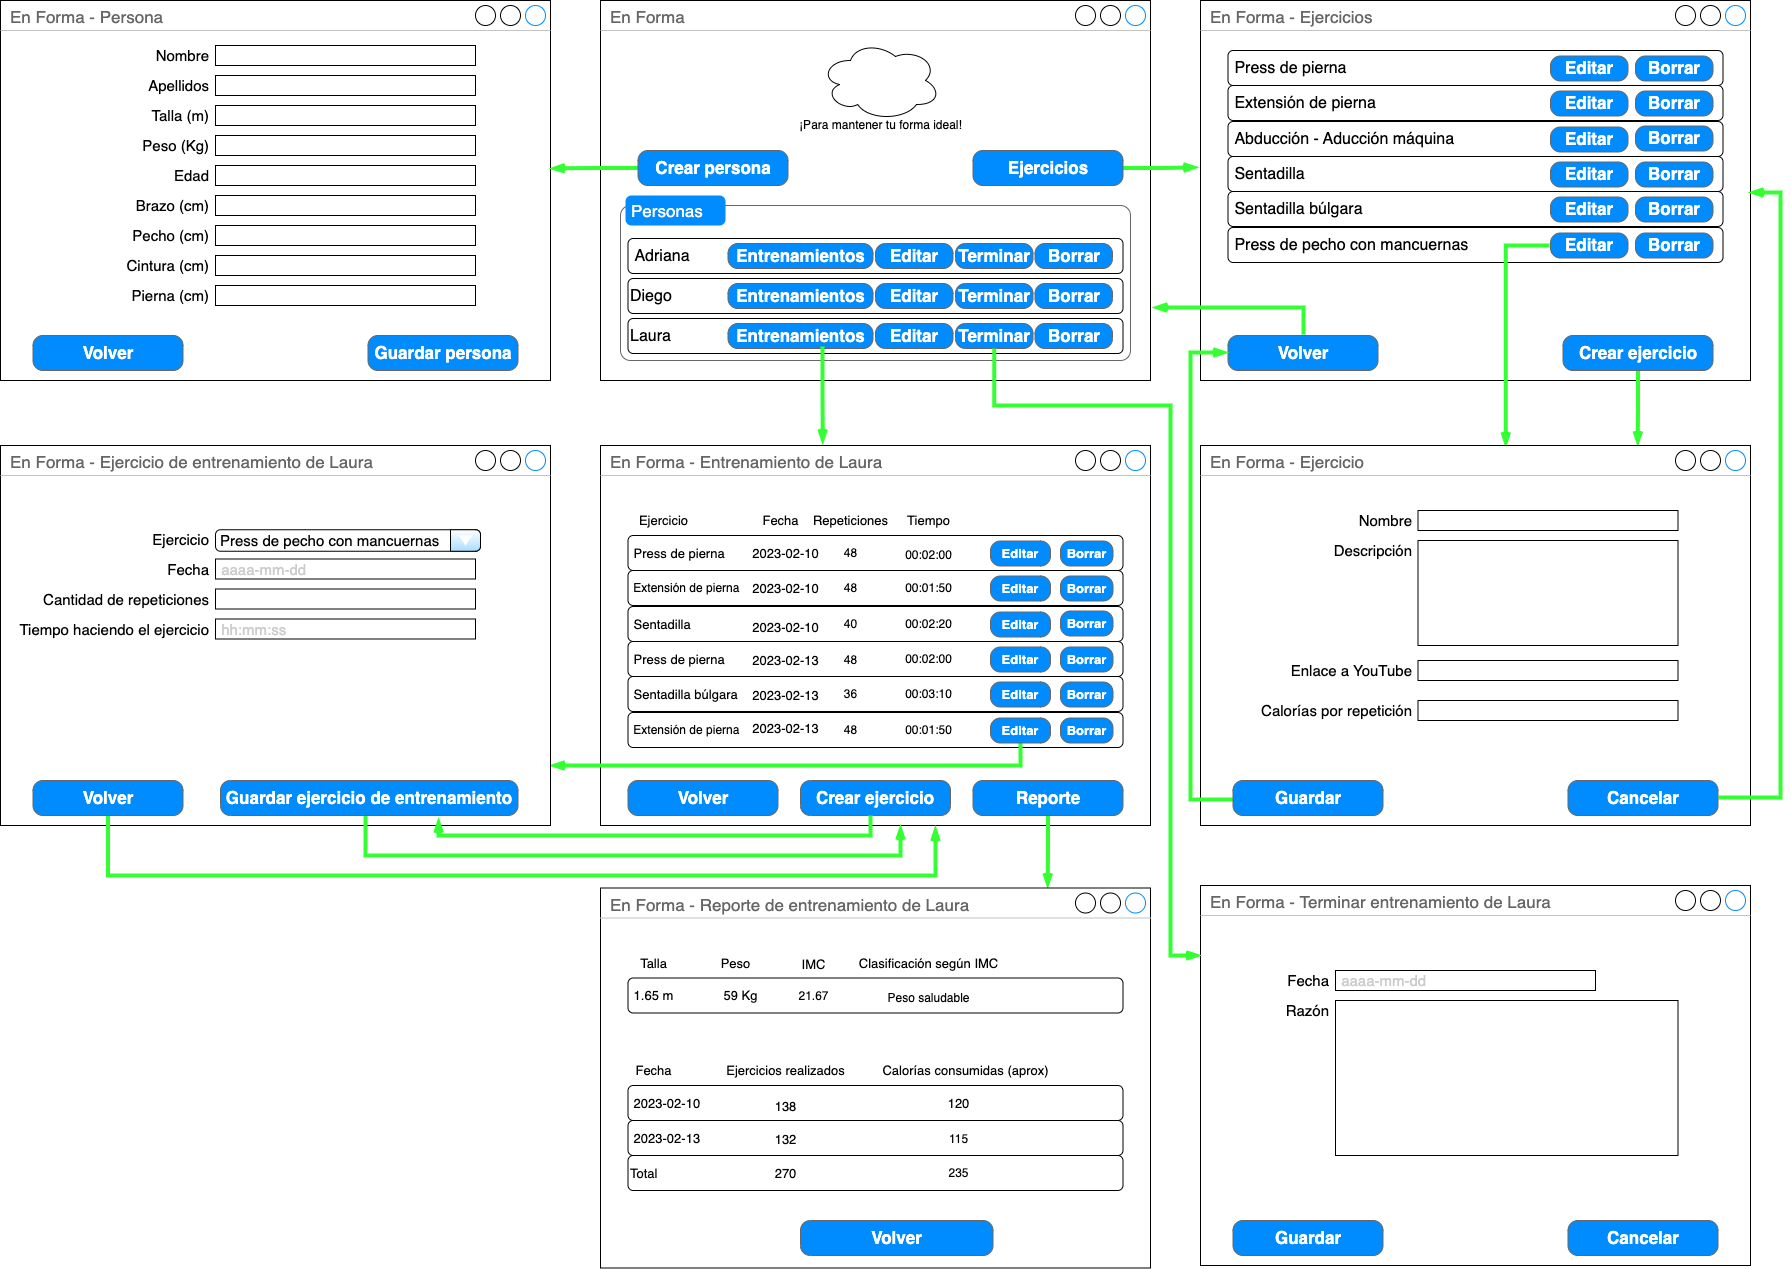 En Forma - Persona
Nombre
Apellidos
Talla (m)
Peso (Kg)
Edad
Brazo (cm)
Pecho (cm)
Cintura (cm)
Pierna (cm)
Volver
Guardar persona
En Forma
¡Para mantener tu forma ideal!
Crear persona
Ejercicios
Personas
Adriana Entrenamientos Editar Terminar Borrar
Diego Entrenamientos Editar Terminar Borrar
Laura Entrenamientos Editar Terminar Borrar
En Forma - Ejercicios
Press de pierna Editar Borrar
Extensión de pierna Editar Borrar
Abducción - Aducción máquina Editar Borrar
Sentadilla Editar Borrar
Sentadilla búlgara Editar Borrar
Press de pecho con mancuernas Editar Borrar
Volver
Crear ejercicio
En Forma - Ejercicio de entrenamiento de Laura
Ejercicio Press de pecho con mancuernas
Fecha aaaa-mm-dd
Cantidad de repeticiones
Tiempo haciendo el ejercicio hh:mm:ss
Volver
Guardar ejercicio de entrenamiento
En Forma - Entrenamiento de Laura
Ejercicio Fecha Repeticiones Tiempo
Press de pierna 2023-02-10 48 00:02:00 Editar Borrar
Extensión de pierna 2023-02-10 48 00:01:50 Editar Borrar
Sentadilla 2023-02-10 40 00:02:20 Editar Borrar
Press de pierna 2023-02-13 48 00:02:00 Editar Borrar
Sentadilla búlgara 2023-02-13 36 00:03:10 Editar Borrar
Extensión de pierna 2023-02-13 48 00:01:50 Editar Borrar
Volver
Crear ejercicio
Reporte
En Forma - Ejercicio
Nombre
Descripción
Enlace a YouTube
Calorías por repetición
Guardar
Cancelar
En Forma - Reporte de entrenamiento de Laura
Talla Peso IMC Clasificación según IMC
1.65 m 59 Kg 21.67 Peso saludable
Fecha Ejercicios realizados Calorías consumidas (aprox)
2023-02-10 138 120
2023-02-13 132 115
Total 270 235
Volver
En Forma - Terminar entrenamiento de Laura
Fecha aaaa-mm-dd
Razón
Guardar
Cancelar